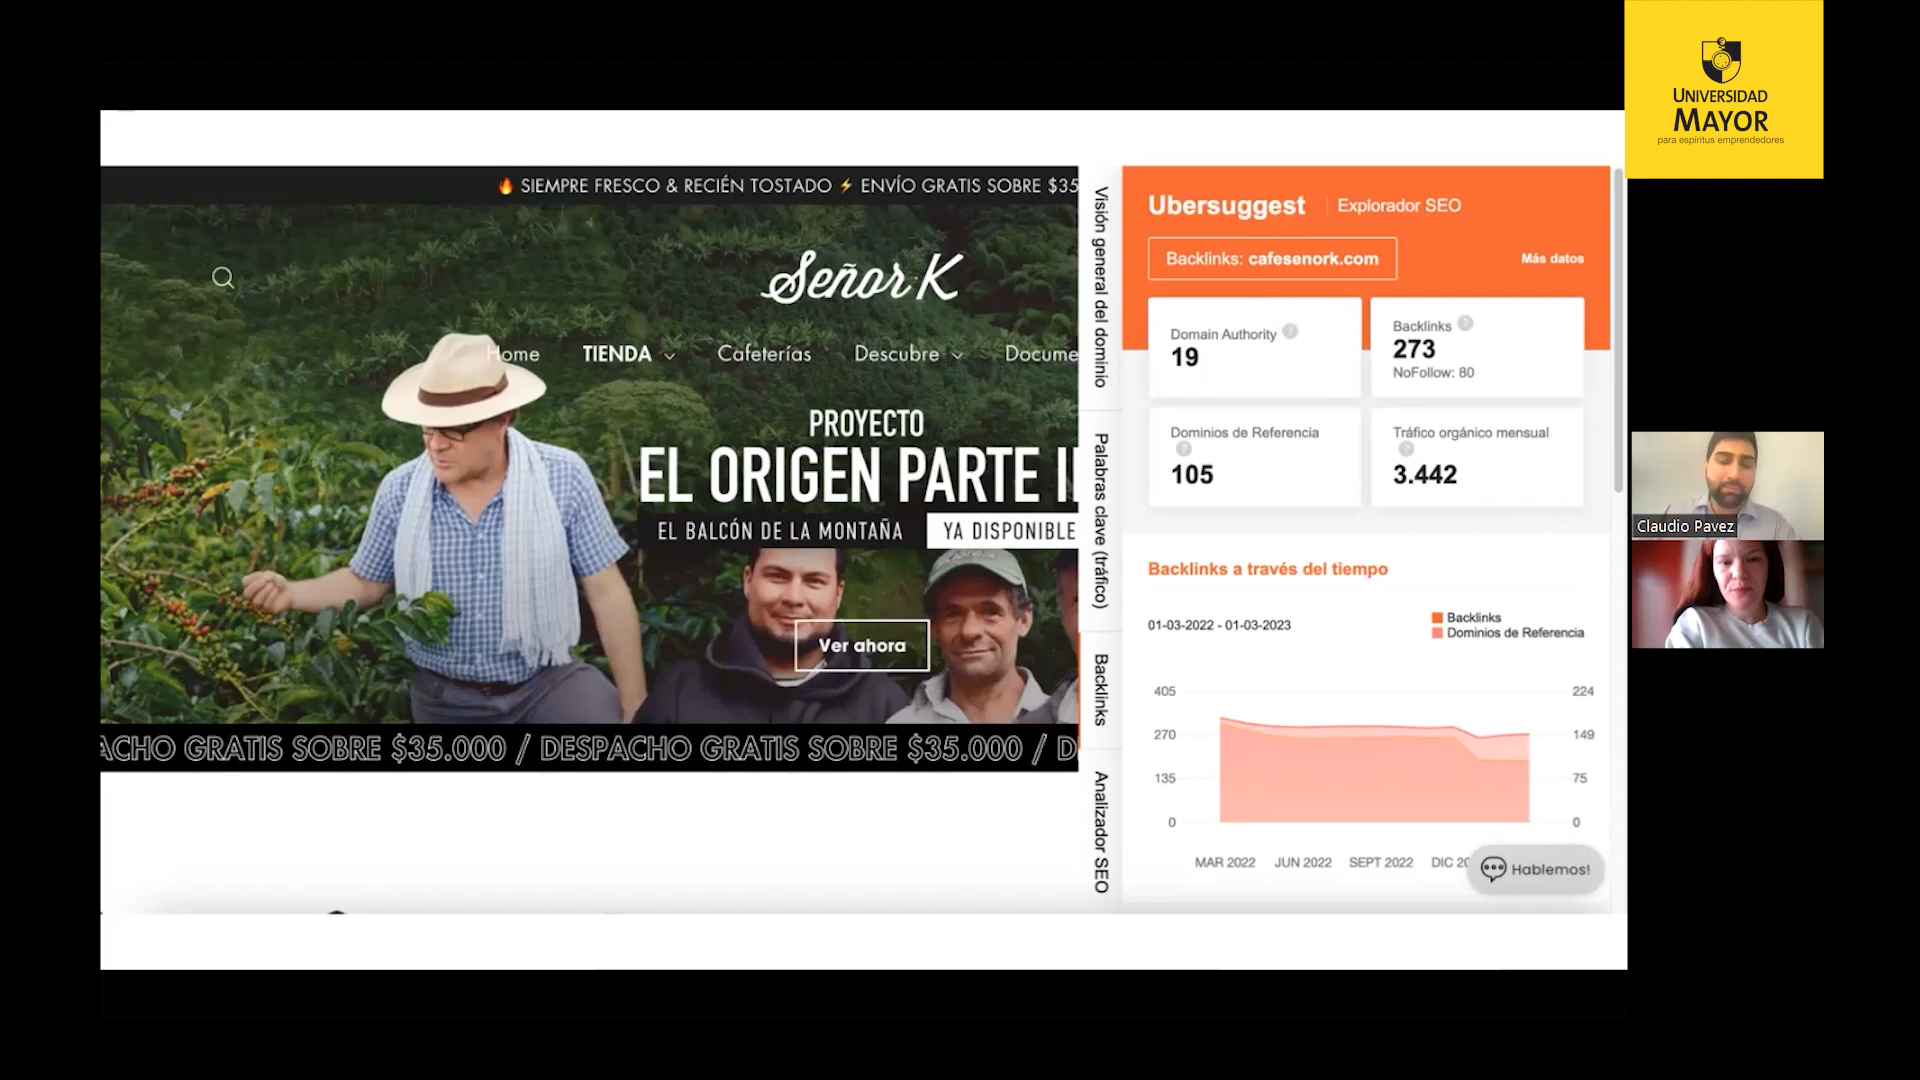 🔥 SIEMPRE FRESCO & RECIÉN TOSTADO ⚡ ENVÍO GRATIS SOBRE $35
Señor K
Home
TIENDA
Cafeterías
Descubre
Docume
PROYECTO
EL ORIGEN PARTE I
EL BALCÓN DE LA MONTAÑA
YA DISPONIBLE
Ver ahora
ACHO GRATIS SOBRE $35.000 / DESPACHO GRATIS SOBRE $35.000 / D
Visión general del dominio
Palabras clave (tráfico)
Backlinks
Analizador SEO
Ubersuggest
Explorador SEO
Backlinks: cafesenork.com
Más datos
Domain Authority ?
19
Backlinks ?
273
NoFollow: 80
Dominios de Referencia
?
105
Tráfico orgánico mensual
?
3.442
Backlinks a través del tiempo
01-03-2022 - 01-03-2023
Backlinks
Dominios de Referencia
405
224
270
149
135
75
0
0
MAR 2022
JUN 2022
SEPT 2022
DIC 20
Hablemos!
UNIVERSIDAD
MAYOR
para espíritus emprendedores
Claudio Pavez